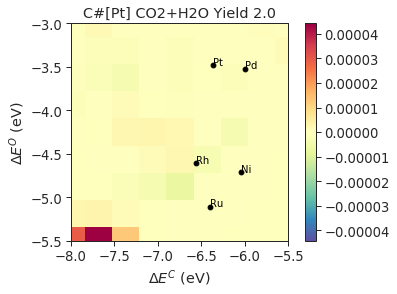 C#[Pt] CO2+H2O Yield 2.0
−3.0
−3.5
−4.0
−4.5
−5.0
−5.5
ΔE^O (eV)
Pt
Pd
Rh
Ni
Ru
−8.0 −7.5 −7.0 −6.5 −6.0 −5.5
ΔE^C (eV)
0.00004
0.00003
0.00002
0.00001
0.00000
−0.00001
−0.00002
−0.00003
−0.00004